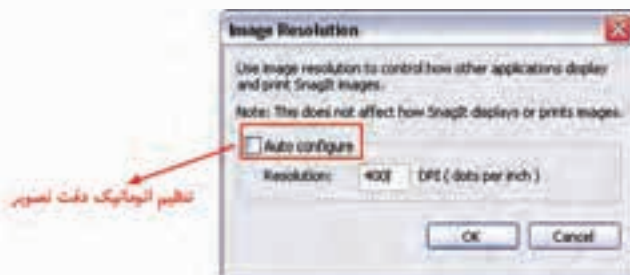 Image Resolution
Use image resolution to control how other applications display
and print SnagIt images.
Note: This does not affect how SnagIt displays or prints images.
Auto configure
Resolution: 400 DPI ( dots per inch )
OK Cancel
تنظیم اتوماتیک دقت تصویر